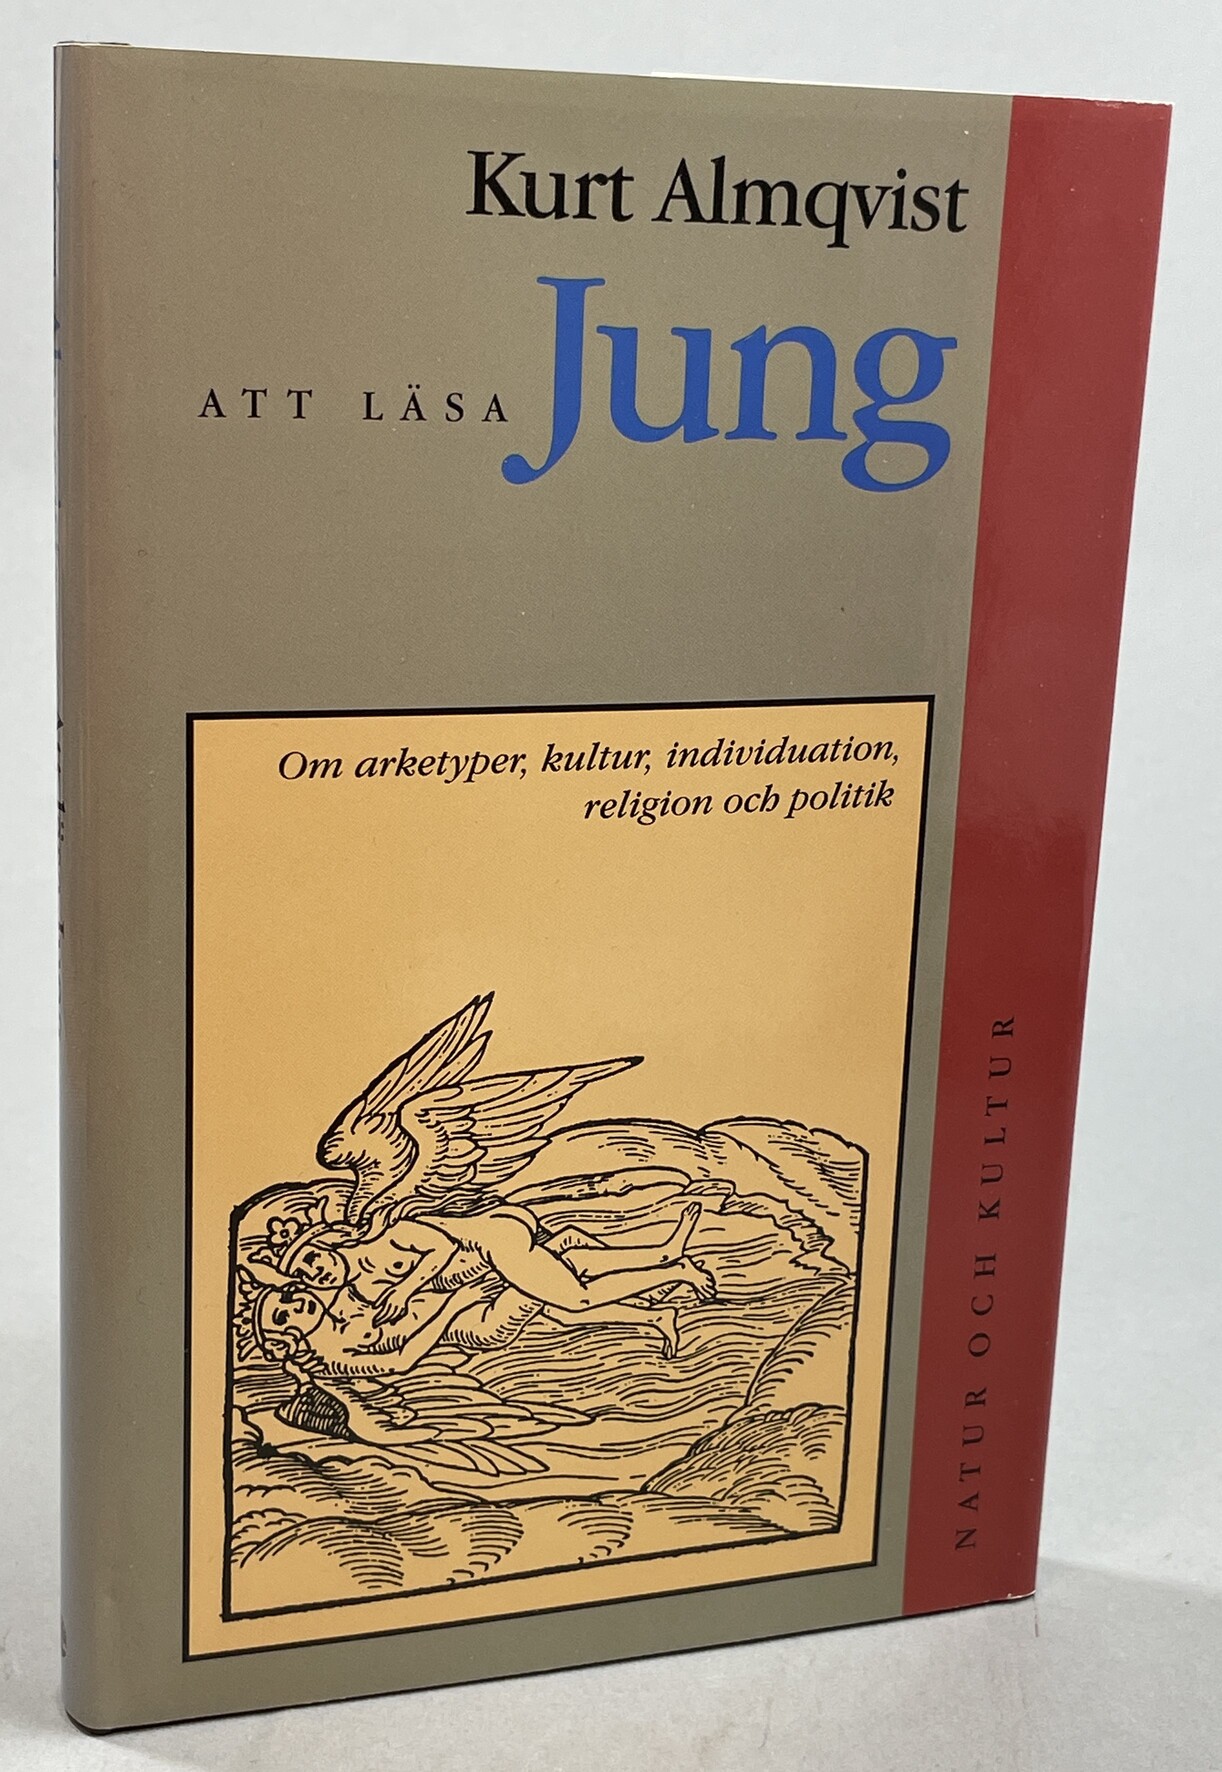 Kurt Almqvist
ATT LÄSA Jung
Om arketyper, kultur, individuation,
religion och politik
NATUR OCH KULTUR